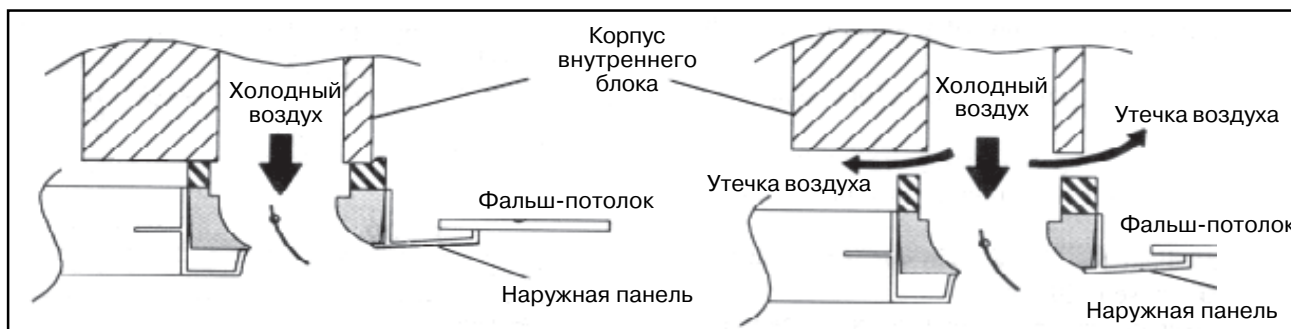 Корпус
внутреннего
блока
Холодный
воздух
Фальш-потолок
Наружная панель
Холодный
воздух
Утечка воздуха
Утечка воздуха
Фальш-потолок
Наружная панель